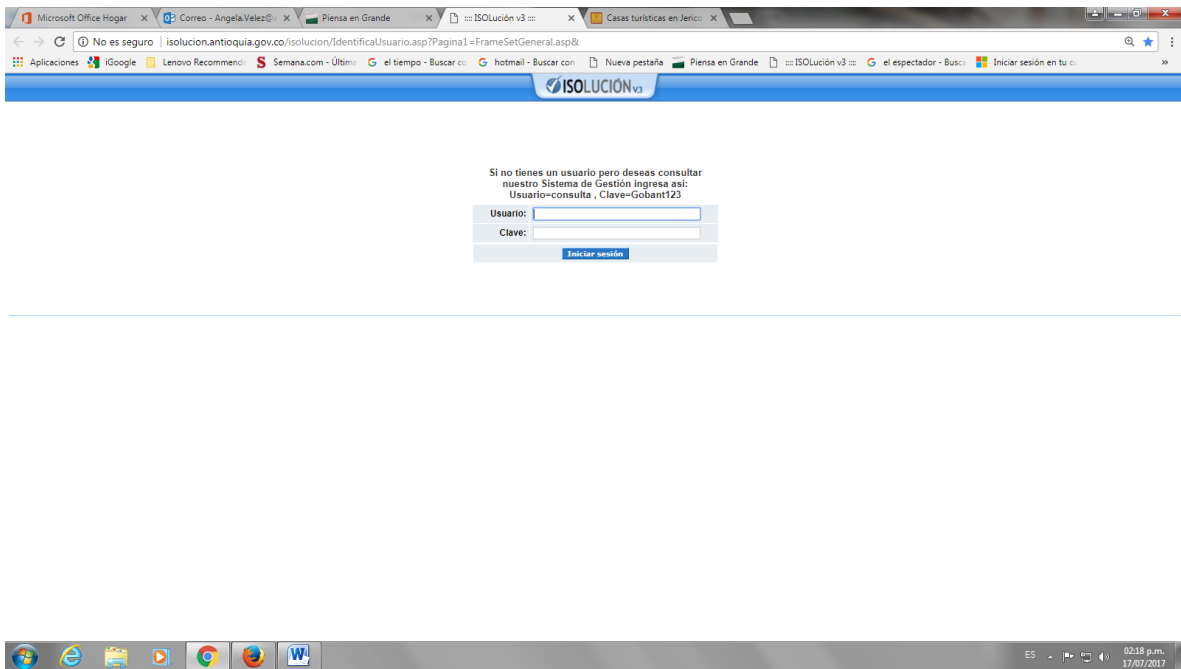 Microsoft Office Hogar
Correo - Angela.Velez@
Piensa en Grande
:::: ISOLución v3 ::::
Casas turísticas en Jerico
No es seguro | isolucion.antioquia.gov.co/isolucion/IdentificaUsuario.asp?Pagina1=FrameSetGeneral.asp&
Aplicaciones iGoogle Lenovo Recommend Semana.com - Última el tiempo - Buscar co hotmail - Buscar con Nueva pestaña Piensa en Grande :::: ISOLución v3 :::: el espectador - Busca Iniciar sesión en tu cu »
ISOLUCIÓN V3
Si no tienes un usuario pero deseas consultar
nuestro Sistema de Gestión ingresa asi:
Usuario=consulta , Clave=Gobant123
Usuario:
Clave:
Iniciar sesión
ES
02:18 p.m.
17/07/2017